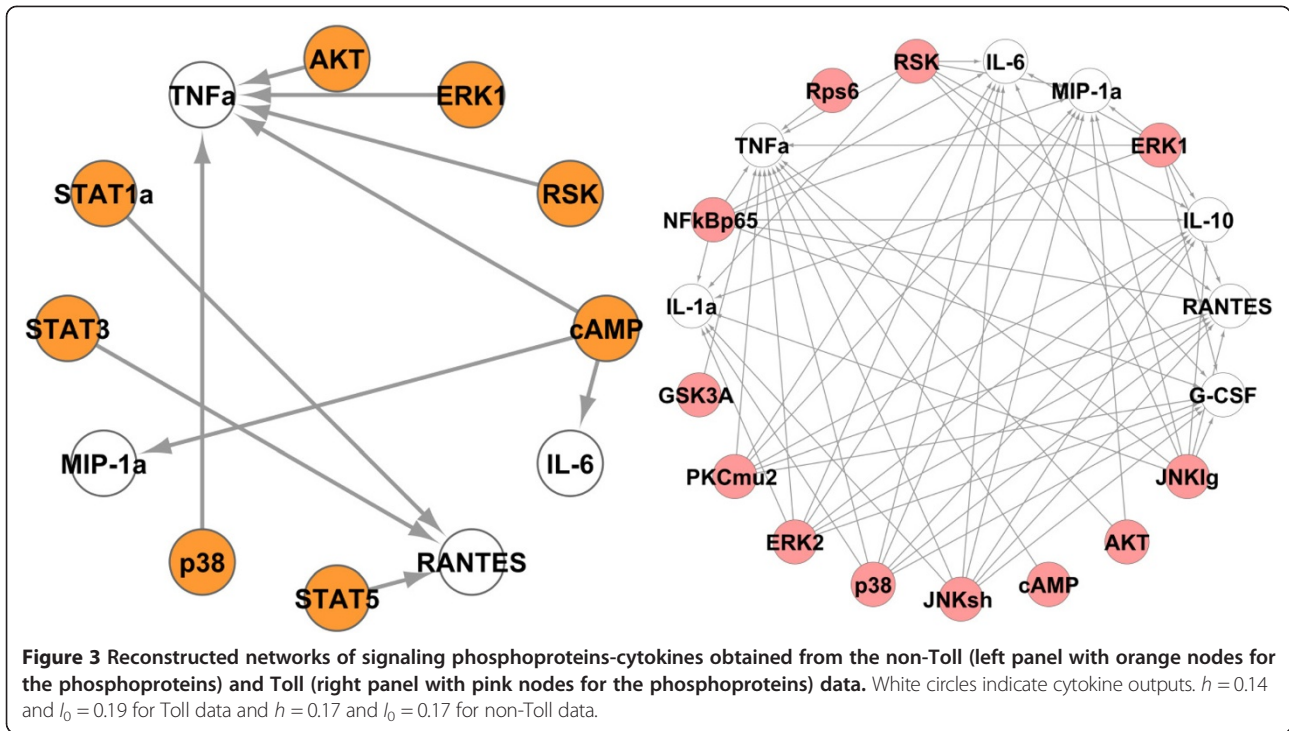 AKT
TNFa
ERK1
STAT1a
RSK
STAT3
cAMP
MIP-1a
IL-6
p38
RANTES
STAT5
RSK
IL-6
Rps6
MIP-1a
TNFa
ERK1
NFkBp65
IL-10
IL-1a
RANTES
GSK3A
G-CSF
PKCmu2
JNKlg
ERK2
AKT
p38
JNKsh
cAMP
Figure 3 Reconstructed networks of signaling phosphoproteins-cytokines obtained from the non-Toll (left panel with orange nodes for
the phosphoproteins) and Toll (right panel with pink nodes for the phosphoproteins) data. White circles indicate cytokine outputs. h = 0.14
and l₀ = 0.19 for Toll data and h = 0.17 and l₀ = 0.17 for non-Toll data.